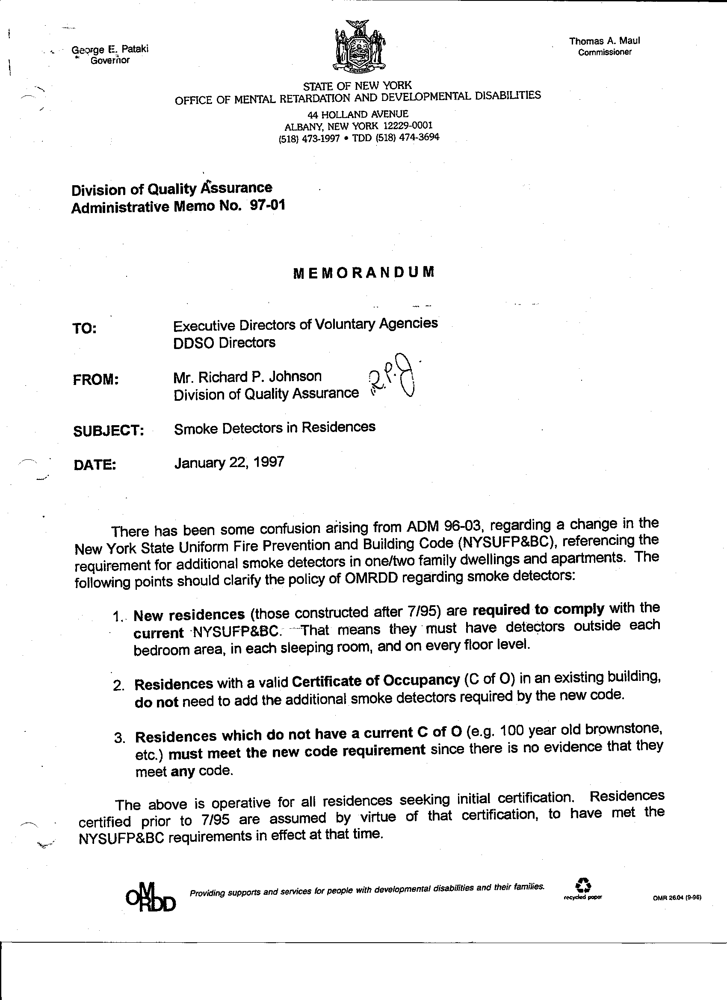 George E. Pataki
Governor
Thomas A. Maul
Commissioner
EXCELSIOR
STATE OF NEW YORK
OFFICE OF MENTAL RETARDATION AND DEVELOPMENTAL DISABILITIES
44 HOLLAND AVENUE
ALBANY, NEW YORK 12229-0001
(518) 473-1997 • TDD (518) 474-3694
Division of Quality Assurance
Administrative Memo No. 97-01
MEMORANDUM
TO: Executive Directors of Voluntary Agencies
DDSO Directors
FROM: Mr. Richard P. Johnson
Division of Quality Assurance R.P.J.
SUBJECT: Smoke Detectors in Residences
DATE: January 22, 1997
There has been some confusion arising from ADM 96-03, regarding a change in the
New York State Uniform Fire Prevention and Building Code (NYSUFP&BC), referencing the
requirement for additional smoke detectors in one/two family dwellings and apartments. The
following points should clarify the policy of OMRDD regarding smoke detectors:
1. New residences (those constructed after 7/95) are required to comply with the
current NYSUFP&BC. That means they must have detectors outside each
bedroom area, in each sleeping room, and on every floor level.
2. Residences with a valid Certificate of Occupancy (C of O) in an existing building,
do not need to add the additional smoke detectors required by the new code.
3. Residences which do not have a current C of O (e.g. 100 year old brownstone,
etc.) must meet the new code requirement since there is no evidence that they
meet any code.
The above is operative for all residences seeking initial certification. Residences
certified prior to 7/95 are assumed by virtue of that certification, to have met the
NYSUFP&BC requirements in effect at that time.
OMRDD
Providing supports and services for people with developmental disabilities and their families.
recycled paper
OMR 26.04 (9-96)